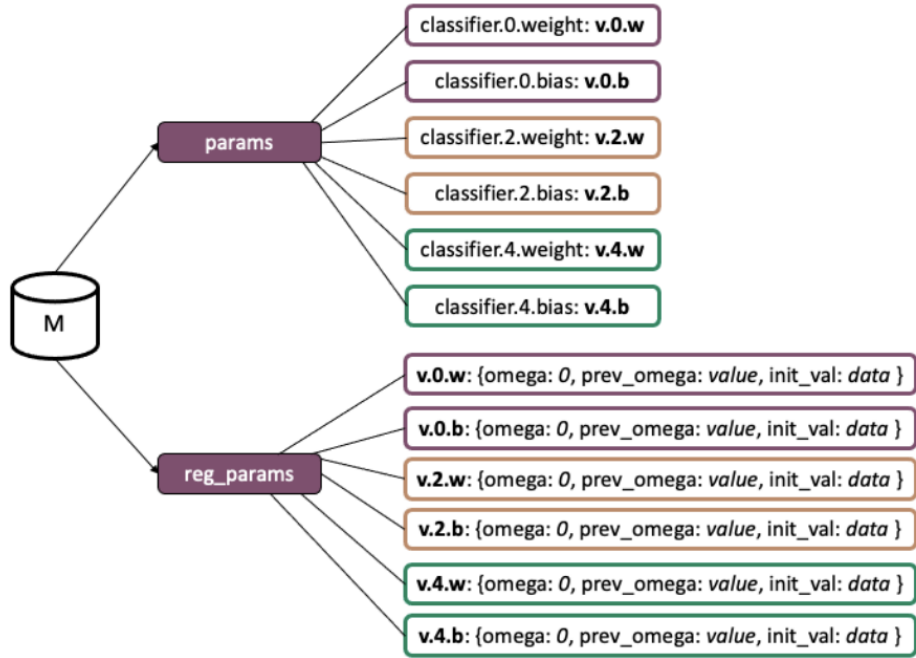 classifier.0.weight: v.0.w
classifier.0.bias: v.0.b
params
classifier.2.weight: v.2.w
classifier.2.bias: v.2.b
classifier.4.weight: v.4.w
classifier.4.bias: v.4.b
M
v.0.w: {omega: 0, prev_omega: value, init_val: data }
v.0.b: {omega: 0, prev_omega: value, init_val: data }
reg_params
v.2.w: {omega: 0, prev_omega: value, init_val: data }
v.2.b: {omega: 0, prev_omega: value, init_val: data }
v.4.w: {omega: 0, prev_omega: value, init_val: data }
v.4.b: {omega: 0, prev_omega: value, init_val: data }